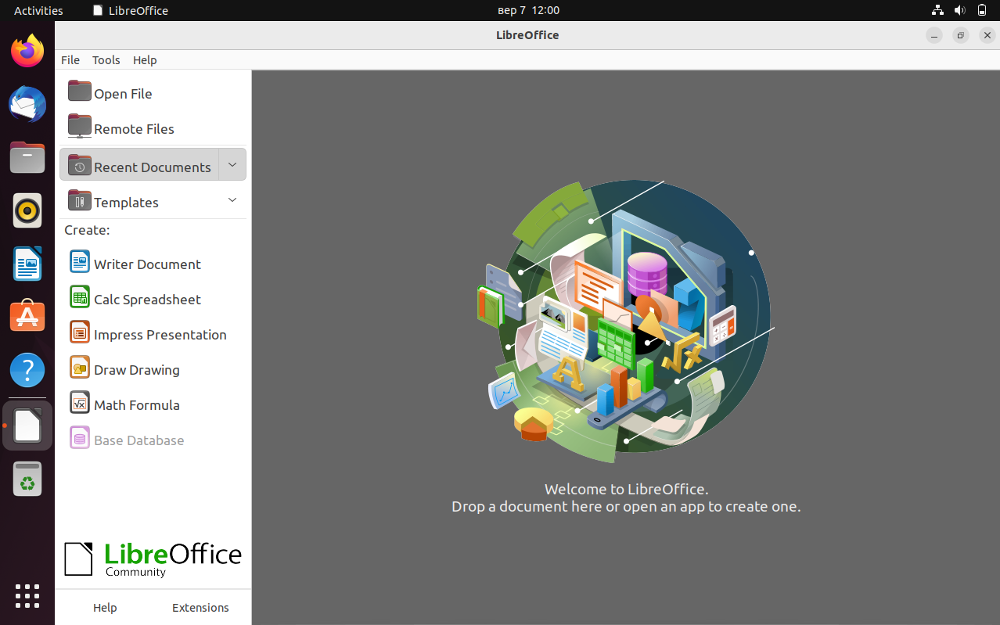 Activities
LibreOffice
вер 7 12:00
LibreOffice
File
Tools
Help
Open File
Remote Files
Recent Documents
Templates
Create:
Writer Document
Calc Spreadsheet
Impress Presentation
Draw Drawing
Math Formula
Base Database
Welcome to LibreOffice.
Drop a document here or open an app to create one.
LibreOffice
Community
Help
Extensions